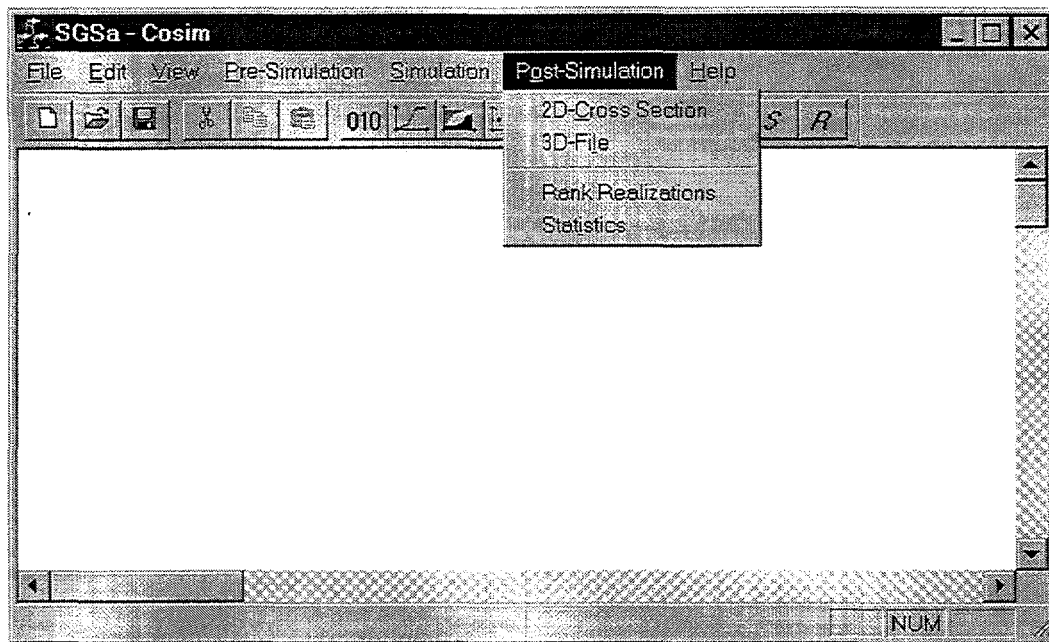 SGSa - Cosim
File Edit View Pre-Simulation Simulation Post-Simulation Help
010 S R
2D-Cross Section
3D-File
Rank Realizations
Statistics
NUM